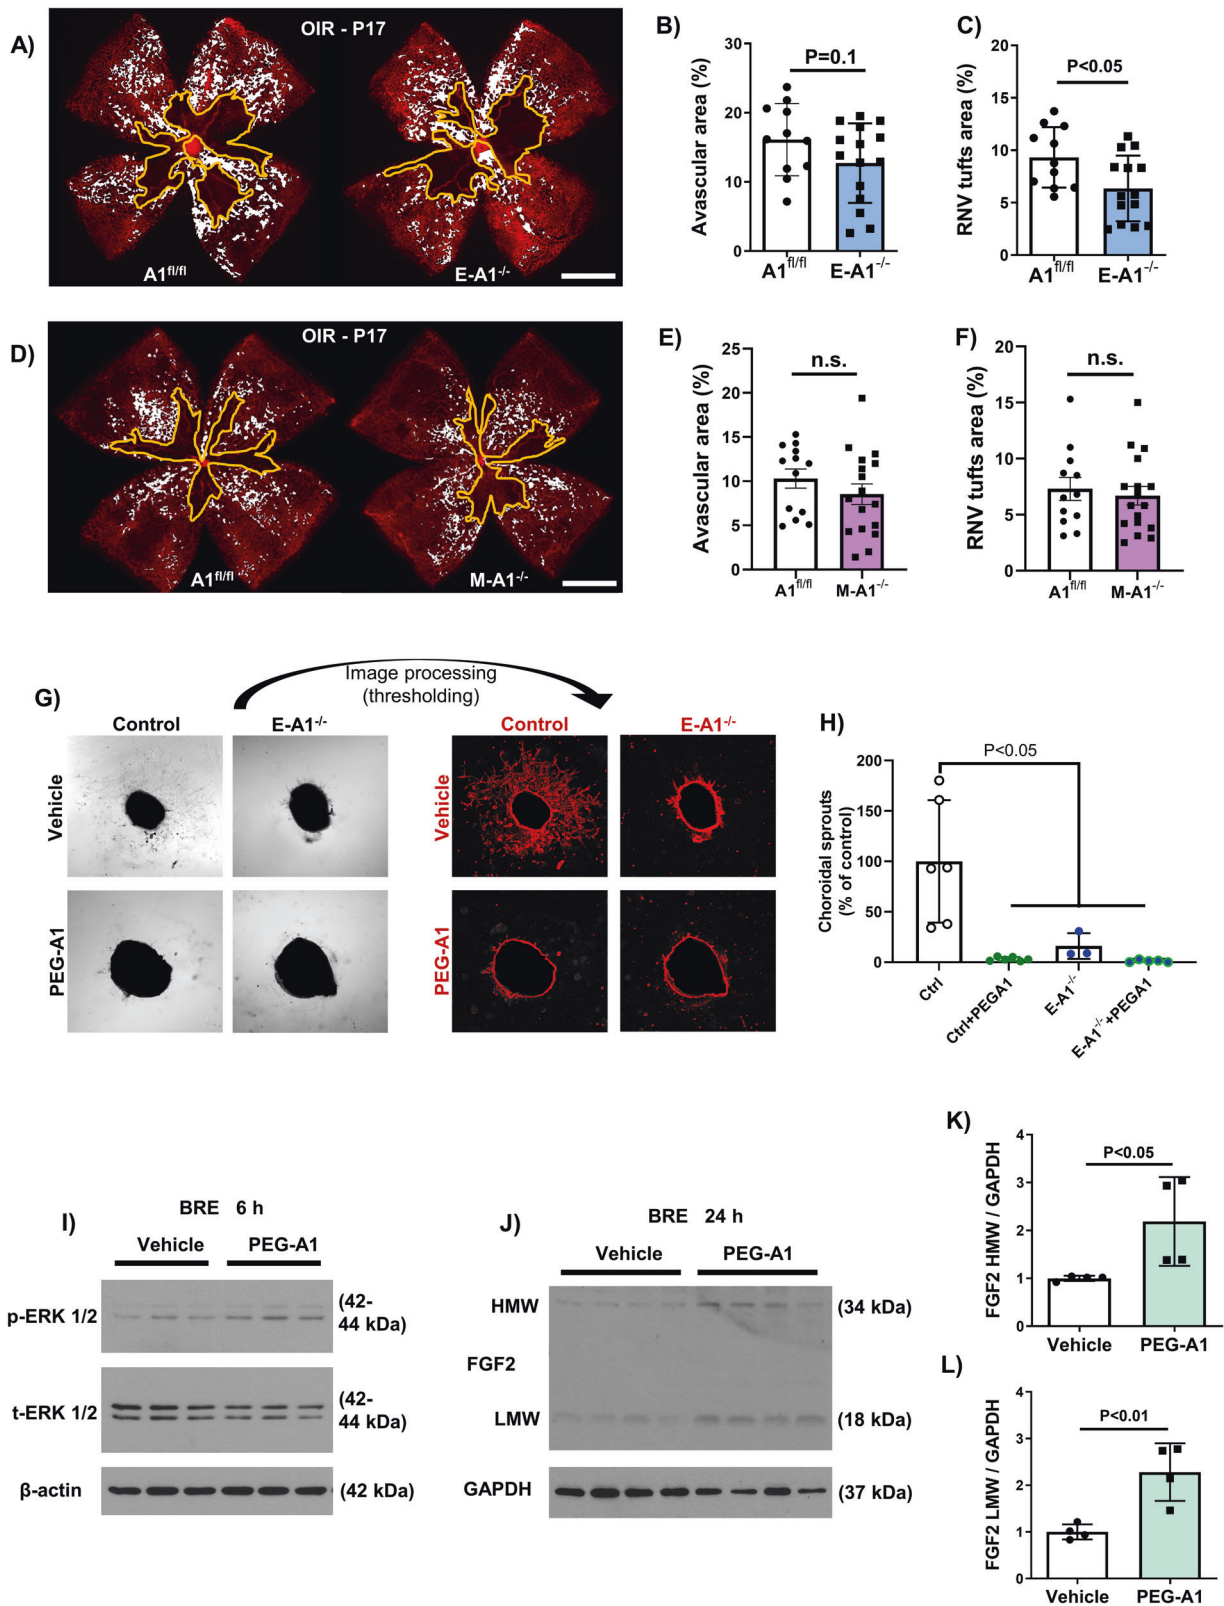 A)
OIR - P17
A1fl/fl
E-A1-/-
B)
Avascular area (%)
30
20
10
0
P=0.1
A1fl/fl
E-A1-/-
C)
RNV tufts area (%)
20
15
10
5
0
P<0.05
A1fl/fl
E-A1-/-
D)
OIR - P17
A1fl/fl
M-A1-/-
E)
Avascular area (%)
25
20
15
10
5
0
n.s.
A1fl/fl
M-A1-/-
F)
RNV tufts area (%)
20
15
10
5
0
n.s.
A1fl/fl
M-A1-/-
G)
Image processing
(thresholding)
Control
E-A1-/-
Control
E-A1-/-
Vehicle
Vehicle
PEG-A1
PEG-A1
H)
Choroidal sprouts
(% of control)
200
150
100
50
0
P<0.05
Ctrl
Ctrl+PEGA1
E-A1-/-
E-A1-/-+PEGA1
I)
BRE 6 h
Vehicle
PEG-A1
p-ERK 1/2
(42-
44 kDa)
t-ERK 1/2
(42-
44 kDa)
β-actin
(42 kDa)
J)
BRE 24 h
Vehicle
PEG-A1
HMW
(34 kDa)
FGF2
LMW
(18 kDa)
GAPDH
(37 kDa)
K)
FGF2 HMW / GAPDH
4
3
2
1
0
P<0.05
Vehicle
PEG-A1
L)
FGF2 LMW / GAPDH
4
3
2
1
0
P<0.01
Vehicle
PEG-A1